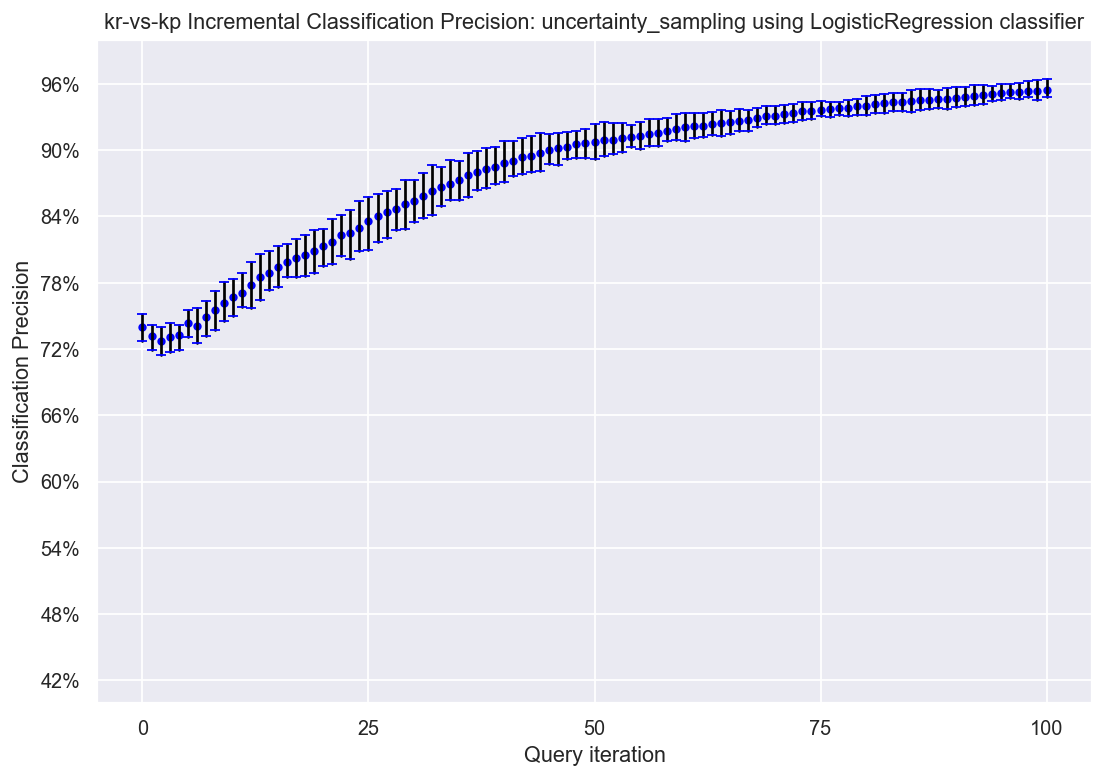 kr-vs-kp Incremental Classification Precision: uncertainty_sampling using LogisticRegression classifier
96%
90%
84%
78%
72%
66%
60%
54%
48%
42%
Classification Precision
0 25 50 75 100
Query iteration